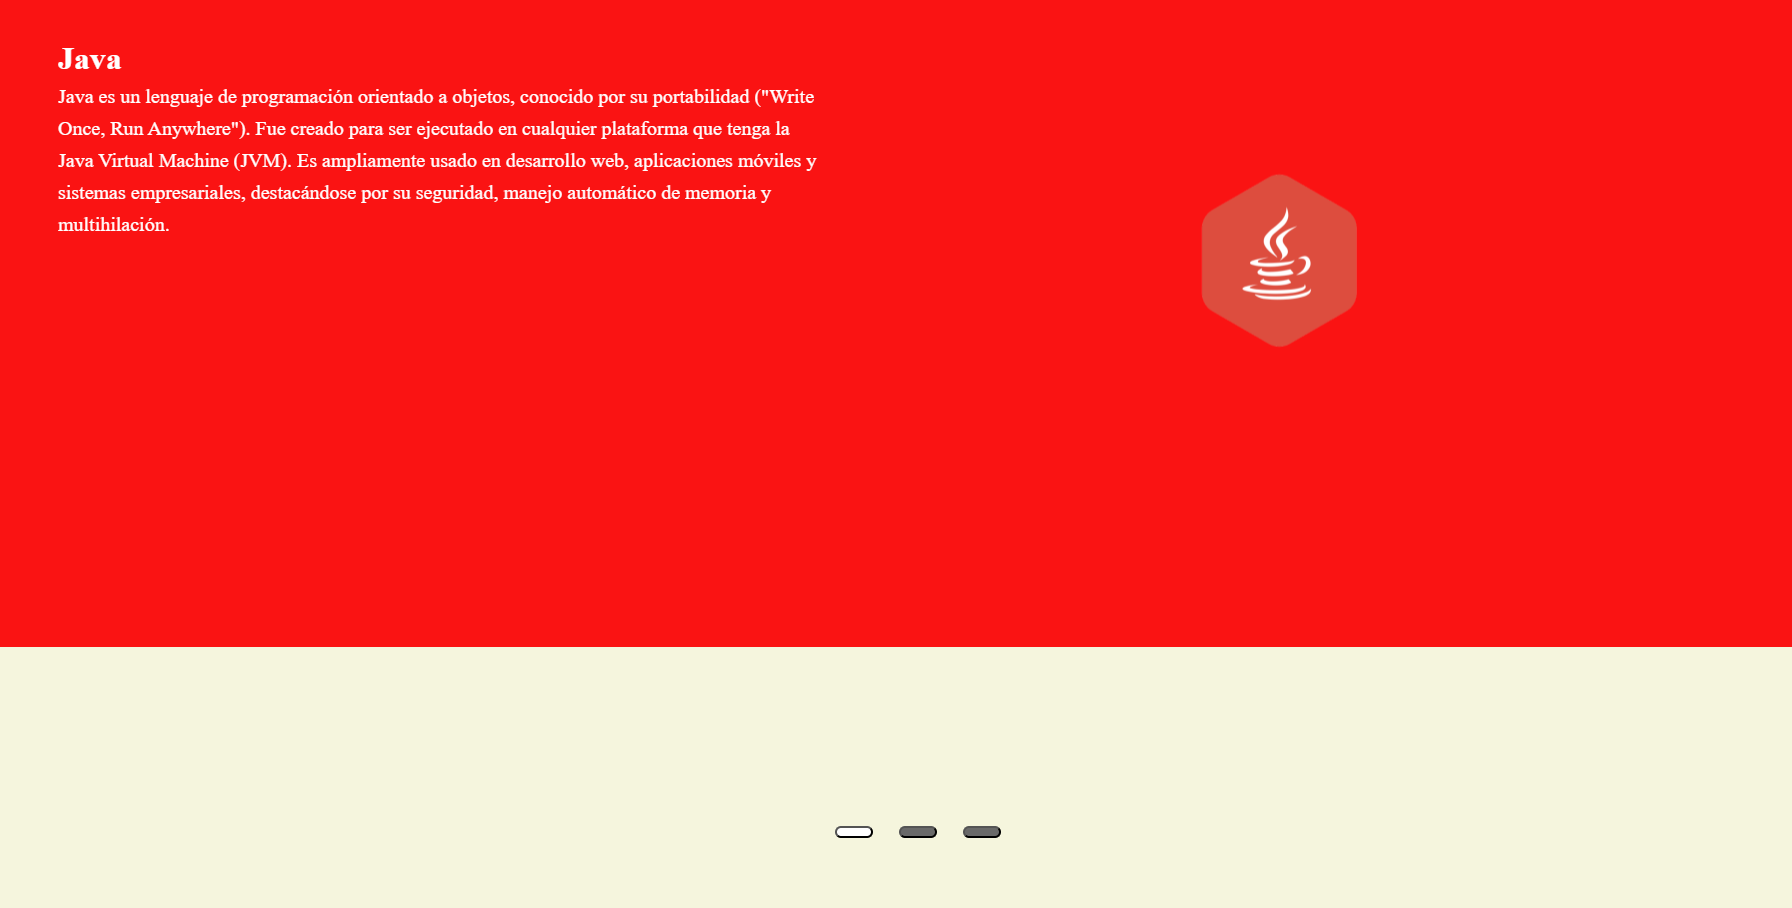 Java
Java es un lenguaje de programación orientado a objetos, conocido por su portabilidad ("Write
Once, Run Anywhere"). Fue creado para ser ejecutado en cualquier plataforma que tenga la
Java Virtual Machine (JVM). Es ampliamente usado en desarrollo web, aplicaciones móviles y
sistemas empresariales, destacándose por su seguridad, manejo automático de memoria y
multihilación.